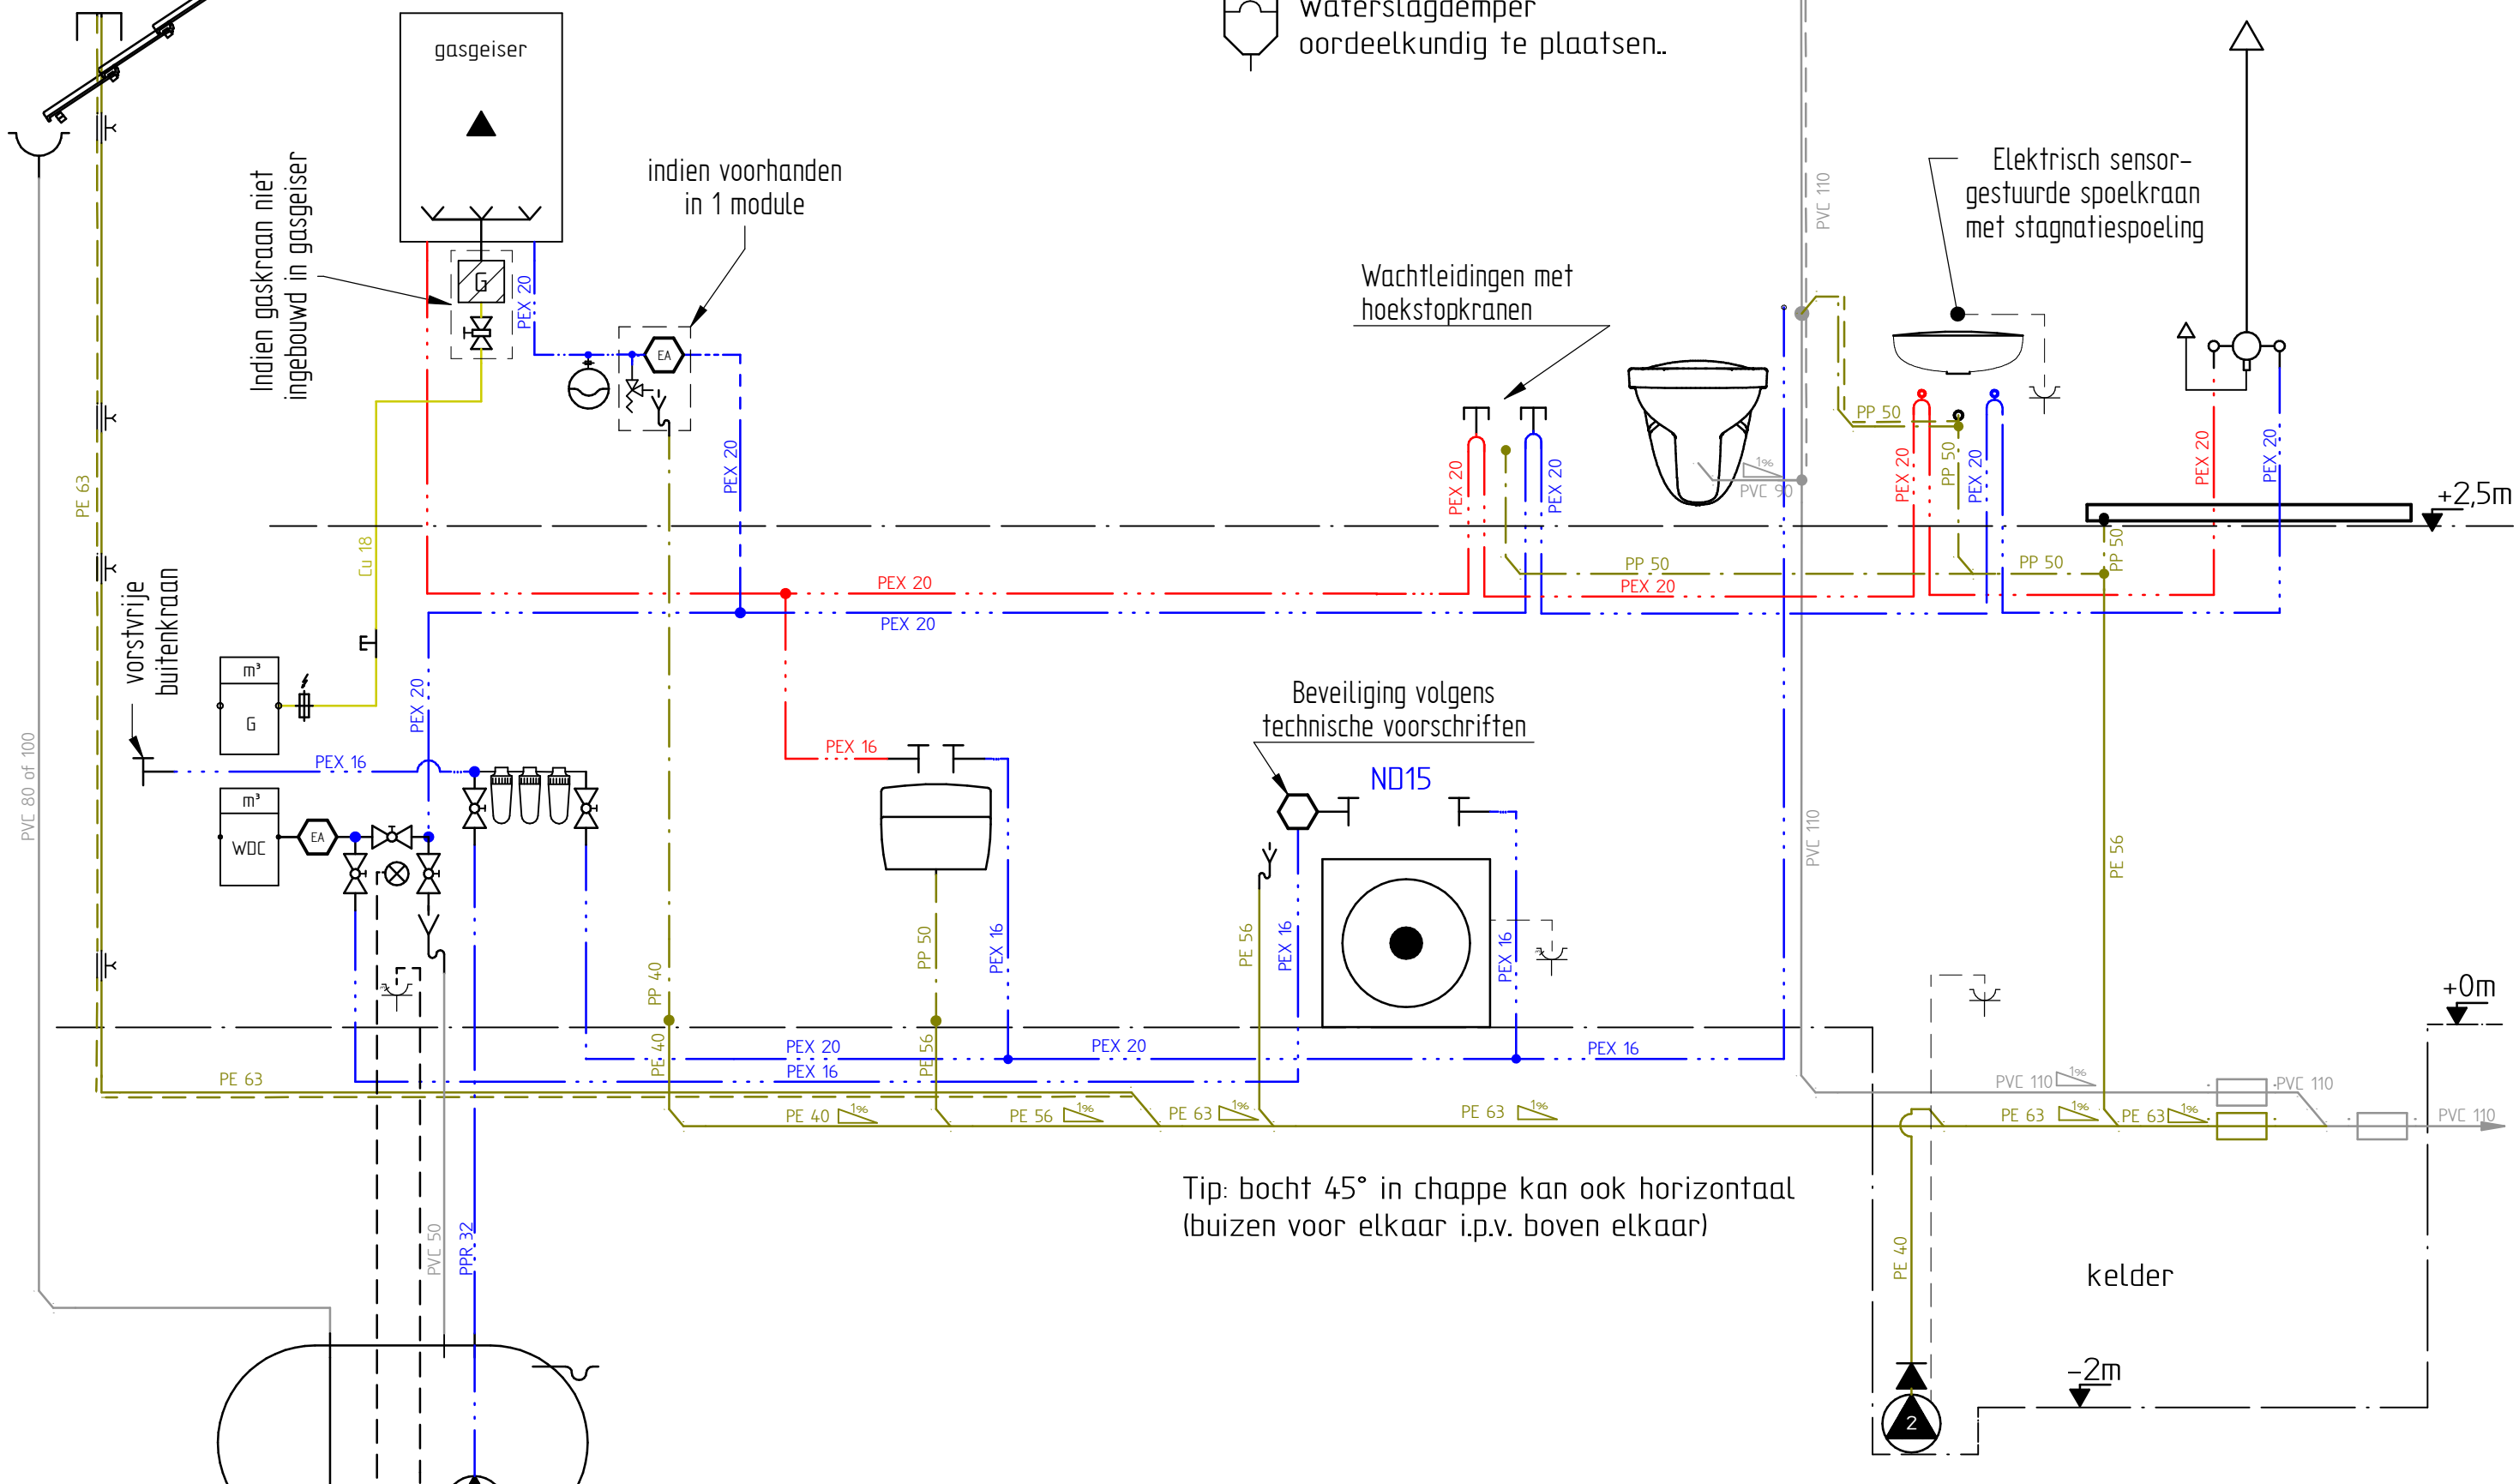 Waterslagdemper
oordeelkundig te plaatsen..
gasgeiser
Indien gaskraan niet
ingebouwd in gasgeiser
indien voorhanden
in 1 module
G
PEX 20
EA
PVC 110
Elektrisch sensor-
gestuurde spoelkraan
met stagnatiespoeling
Wachtleidingen met
hoekstopkranen
PE 63
Cu 18
PEX 20
PEX 20
PEX 20
1%
PVC 90
PP 50
PEX 20
PP 50
PEX 20
PEX 20
PEX 20
+2,5m
PP 50
PP 50
PP 50
PEX 20
PEX 20
PEX 20
vorstvrije
buitenkraan
m³
G
PEX 20
PEX 16
PEX 16
Beveiliging volgens
technische voorschriften
ND15
PVC 80 of 100
m³
WDC
EA
PVC 110
PE 56
PP 40
PP 50
PEX 16
PE 56
PEX 16
PEX 16
+0m
PE 40
PE 56
PEX 20
PEX 20
PEX 16
PEX 16
PE 63
PE 40
1%
PE 56
1%
PE 63
1%
PE 63
1%
PVC 110
1%
PVC 110
PE 63
1%
PE 63
1%
PVC 110
Tip: bocht 45° in chappe kan ook horizontaal
(buizen voor elkaar i.p.v. boven elkaar)
PVC 50
PPR 32
PE 40
kelder
-2m
2